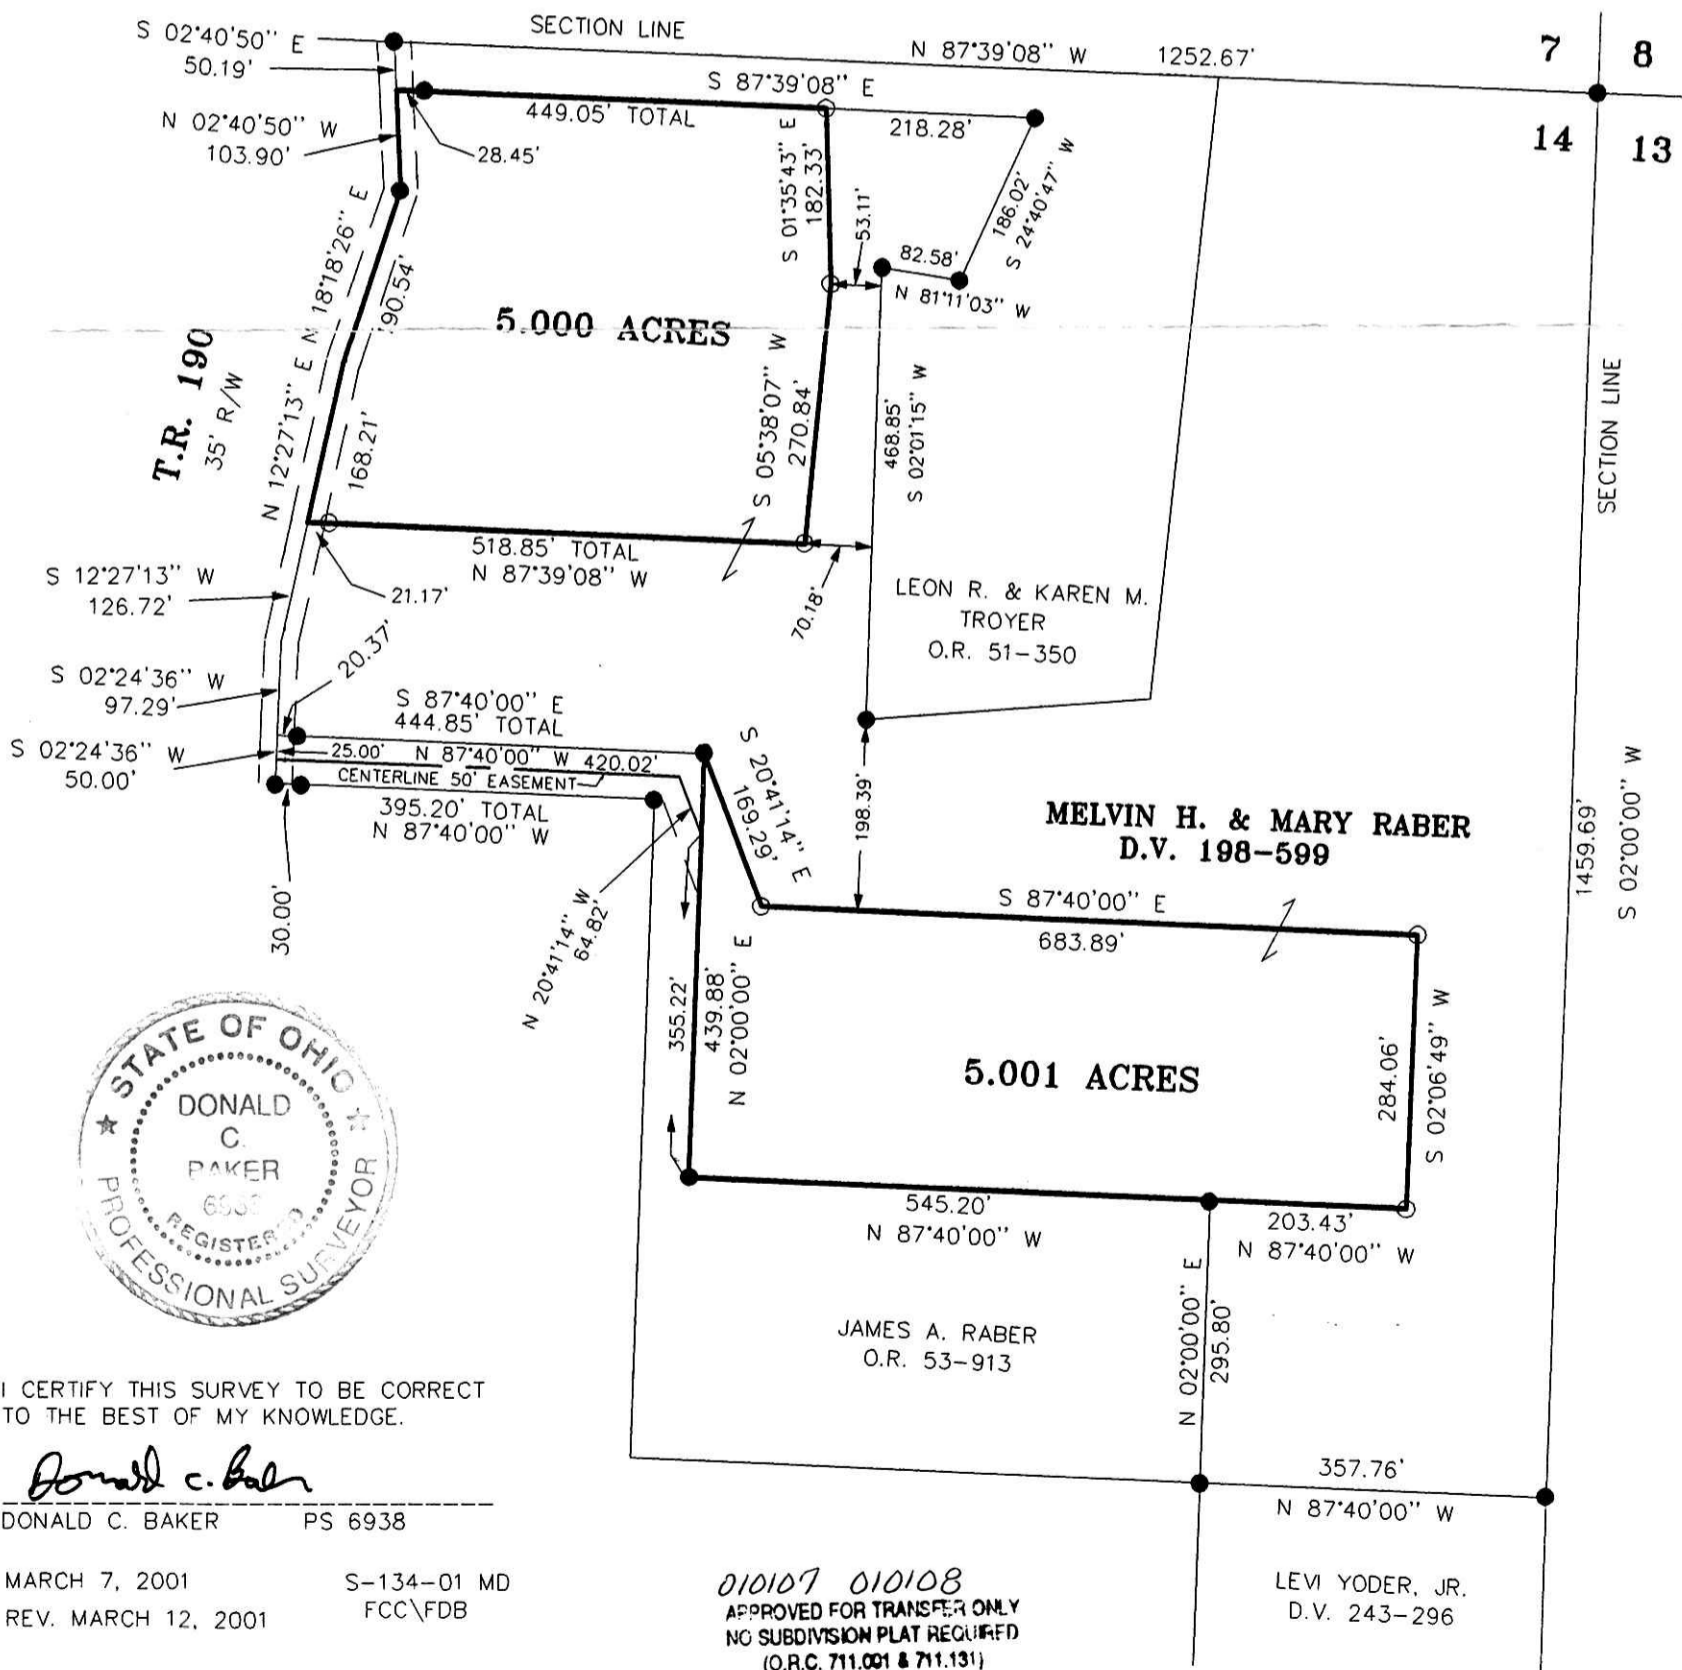 SECTION LINE
S 02°40'50" E
50.19'
N 87°39'08" W 1252.67'
7 8
14 13
S 87°39'08" E
449.05' TOTAL
218.28'
N 02°40'50" W
103.90'
28.45'
S 01°35'43" E
182.33'
53.11'
186.02'
S 24°40'47" W
82.58'
N 81°11'03" W
N 18°18'26" E
190.54'
5.000 ACRES
T.R. 190
35' R/W
N 12°27'13" E
168.21'
S 05°38'07" W
270.84'
468.85'
S 02°01'15" W
SECTION LINE
518.85' TOTAL
N 87°39'08" W
21.17'
70.18'
S 12°27'13" W
126.72'
LEON R. & KAREN M.
TROYER
O.R. 51-350
20.37'
S 02°24'36" W
97.29'
S 87°40'00" E
444.85' TOTAL
S 02°24'36" W
50.00'
25.00' N 87°40'00" W 420.02'
CENTERLINE 50' EASEMENT
395.20' TOTAL
N 87°40'00" W
S 20°41'14" E
169.29'
198.39'
MELVIN H. & MARY RABER
D.V. 198-599
1459.69'
S 02°00'00" W
30.00'
N 20°41'14" W
64.82'
S 87°40'00" E
683.89'
355.22'
439.88'
N 02°00'00" E
5.001 ACRES
284.06'
S 02°06'49" W
STATE OF OHIO
DONALD
C.
BAKER
REGISTERED
PROFESSIONAL SURVEYOR
545.20'
N 87°40'00" W
203.43'
N 87°40'00" W
N 02°00'00" E
295.80'
JAMES A. RABER
O.R. 53-913
357.76'
N 87°40'00" W
I CERTIFY THIS SURVEY TO BE CORRECT
TO THE BEST OF MY KNOWLEDGE.
Donald C. Baker
DONALD C. BAKER PS 6938
MARCH 7, 2001 S-134-01 MD
REV. MARCH 12, 2001 FCC\FDB
010107 010108
APPROVED FOR TRANSFER ONLY
NO SUBDIVISION PLAT REQUIRED
(O.R.C. 711.001 & 711.131)
LEVI YODER, JR.
D.V. 243-296